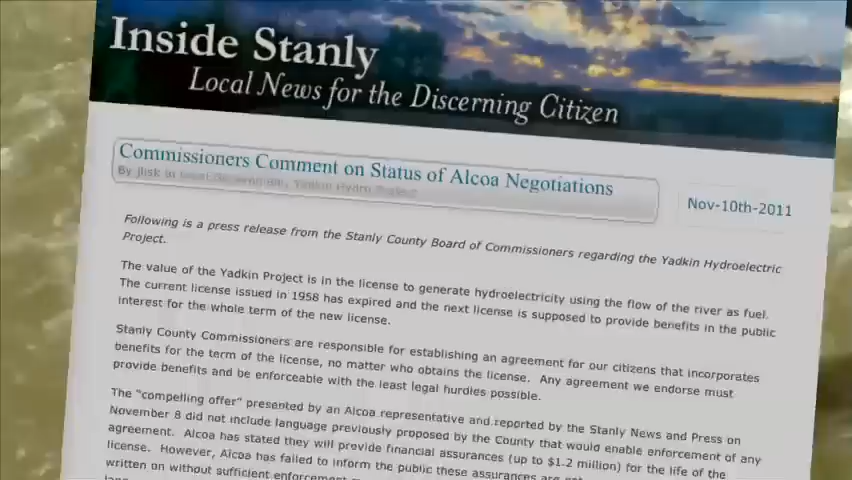 Inside Stanly
Local News for the Discerning Citizen
Commissioners Comment on Status of Alcoa Negotiations
Nov-10th-2011
By jlisk in Yadkin Hydro Project
Following is a press release from the Stanly County Board of Commissioners regarding the Yadkin Hydroelectric
Project.
The value of the Yadkin Project is in the license to generate hydroelectricity using the flow of the river as fuel.
The current license issued in 1958 has expired and the next license is supposed to provide benefits in the public
interest for the whole term of the new license.
Stanly County Commissioners are responsible for establishing an agreement for our citizens that incorporates
benefits for the term of the license, no matter who obtains the license. Any agreement we endorse must
provide benefits and be enforceable with the least legal hurdles possible.
The “compelling offer” presented by an Alcoa representative and reported by the Stanly News and Press on
November 8 did not include language previously proposed by the County that would enable enforcement of any
agreement. Alcoa has stated they will provide financial assurances (up to $1.2 million) for the life of the
license. However, Alcoa has failed to inform the public these assurances are
written on without sufficient